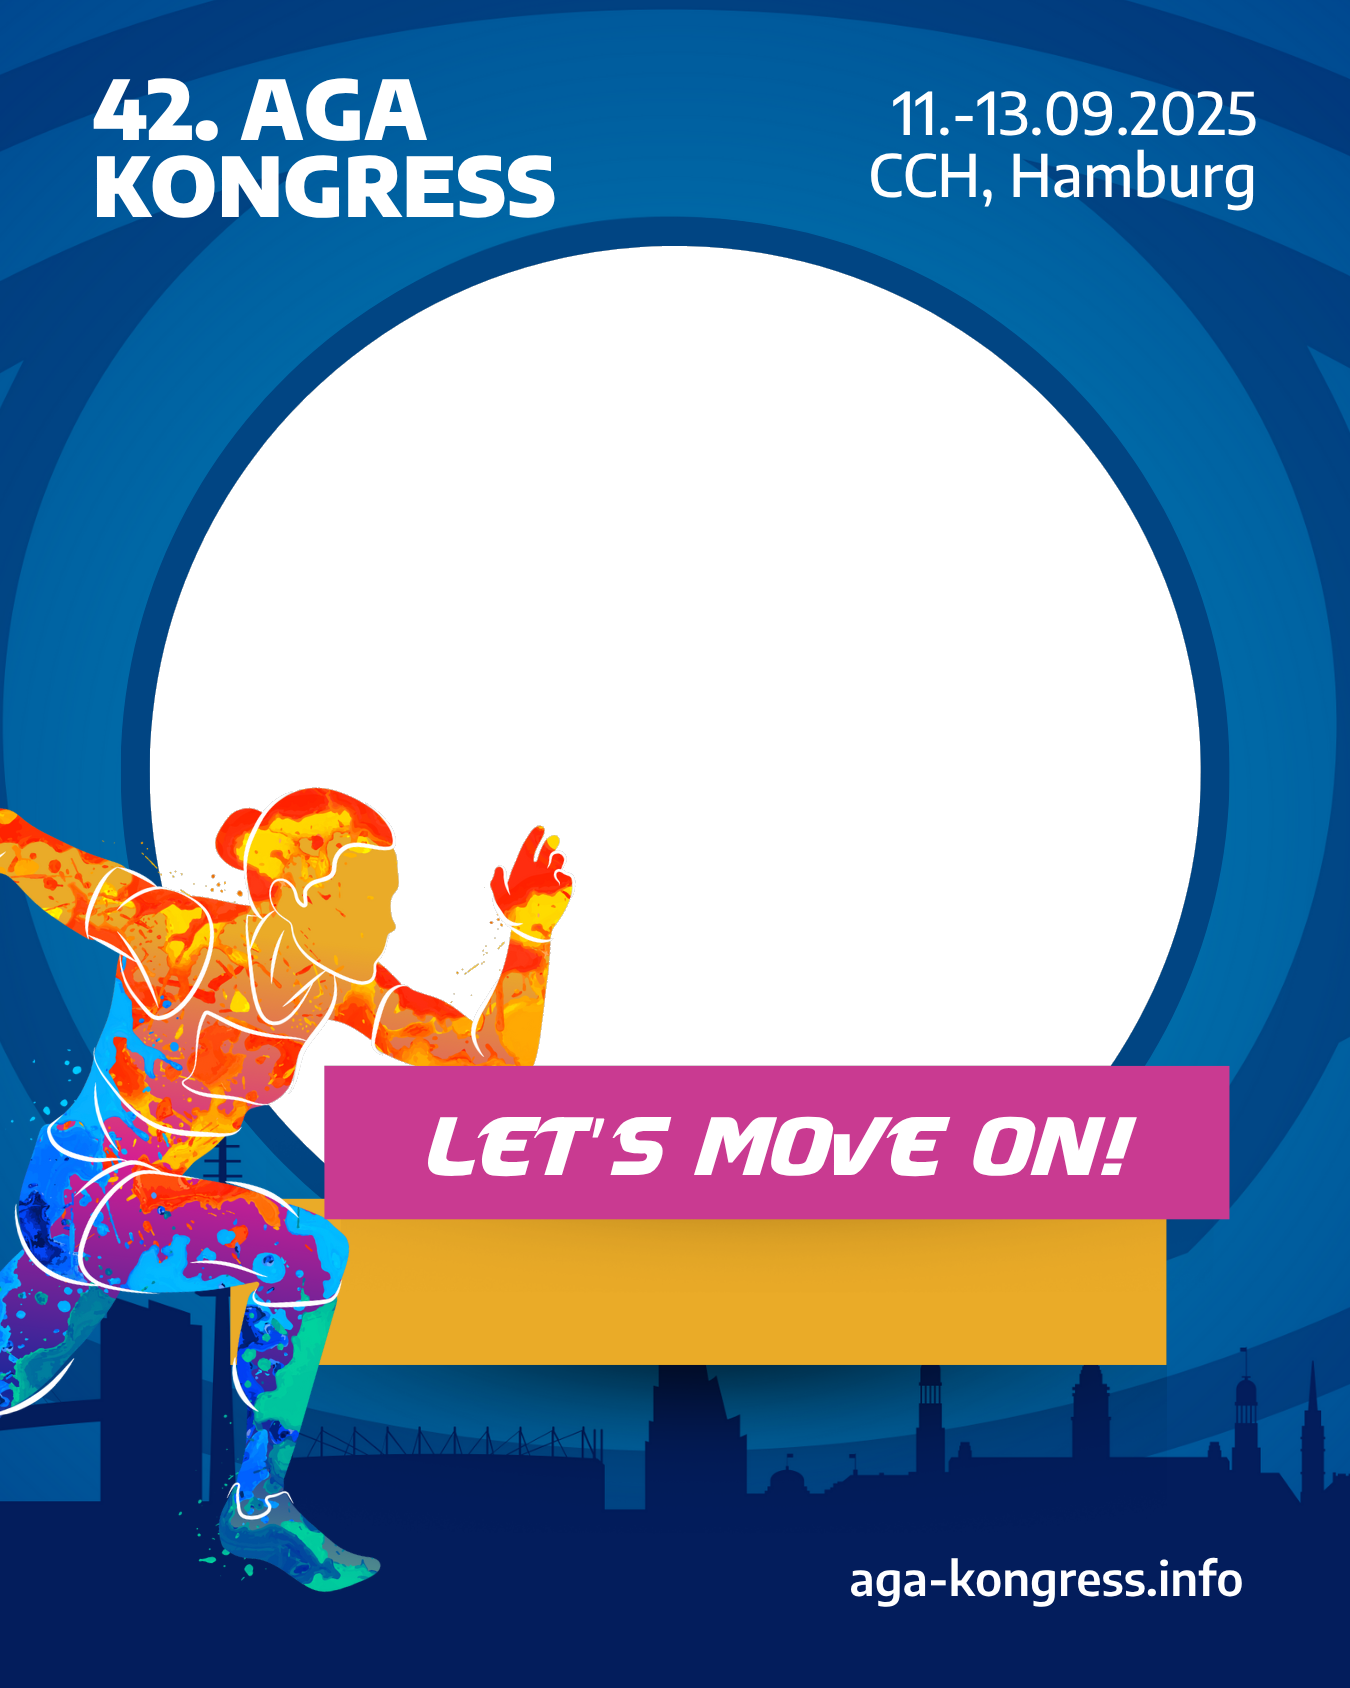 42. AGA
KONGRESS
11.-13.09.2025
CCH, Hamburg
LET'S MOVE ON!
aga-kongress.info